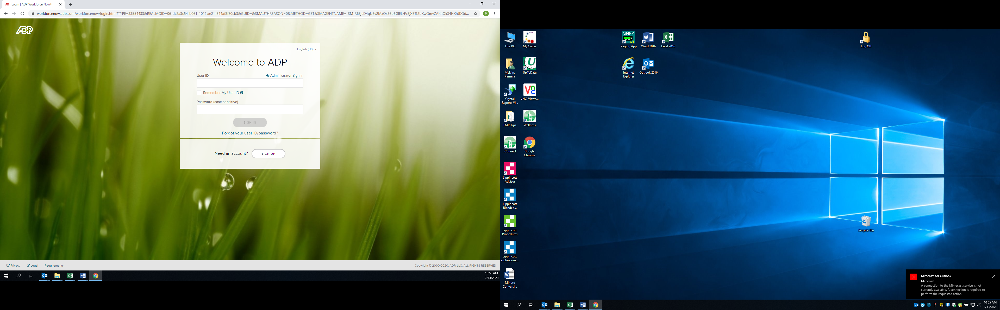 Login | ADP Workforce Now®
workforcenow.adp.com/workforcenow/login.html?TYPE=33554433&REALMOID=06-dc2a3c54-b061-101f-ae21-844af8f80cb3&GUID=&SMAUTHREASON=0&METHOD=GET&SMAGENTNAME=-SM-
P
ADP
English (US)
Welcome to ADP
User ID
Administrator Sign In
Remember My User ID
Password (case sensitive)
SIGN IN
Forgot your user ID/password?
Need an account?
SIGN UP
Privacy
Legal
Requirements
Copyright © 2000-2020, ADP, LLC. ALL RIGHTS RESERVED
10:55 AM
2/13/2020
This PC
MyAvatar
SNPP
V4
Paging App
Word 2016
Excel 2016
Log Off
Melvin,
Pamela
UpToDate
Internet
Explorer
Outlook 2016
Crystal
Reports Vi...
VNC-Viewe...
EMR Tips
Wellness
iConnect
Google
Chrome
Lippincott
Advisor
Lippincott
Blended...
Lippincott
Procedures
Recycle Bin
Lippincott
Professiona...
Minute
Conversi...
Mimecast for Outlook
Mimecast
A connection to the Mimecast service is not
currently available. A connection is required to
perform the requested action.
10:55 AM
2/13/2020